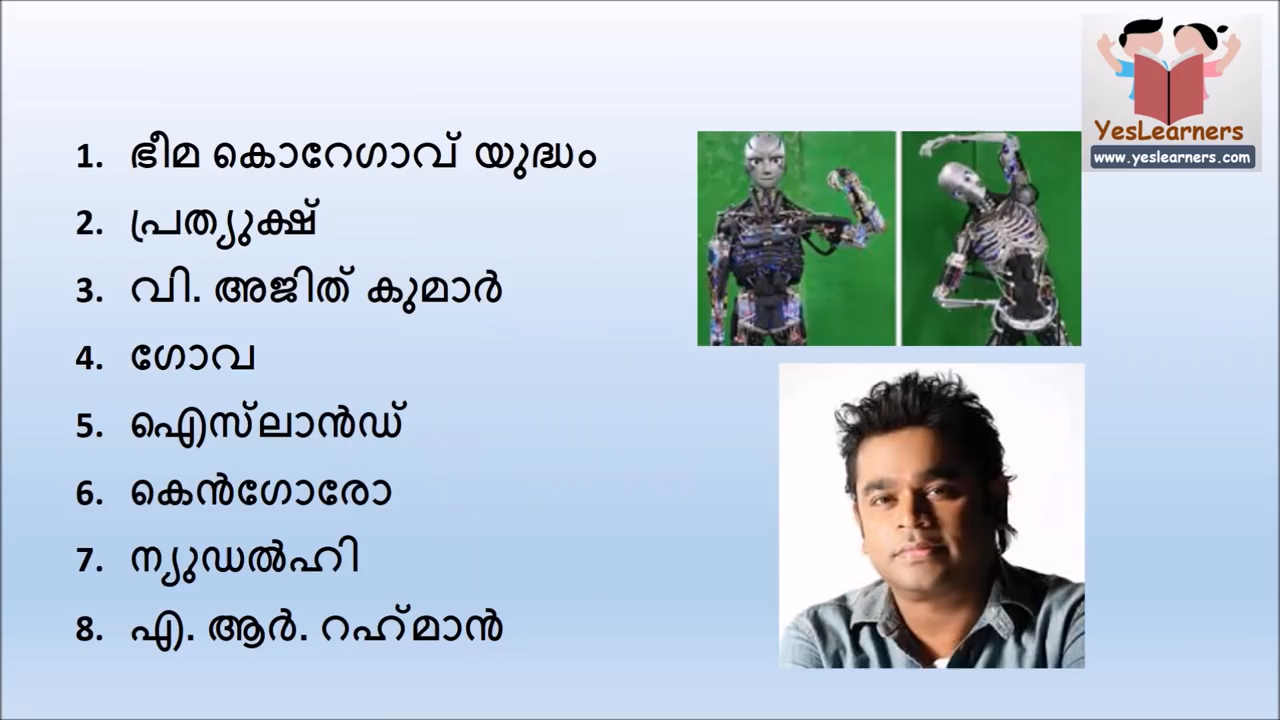 1. ഭീമ കൊറേഗാവ് യുദ്ധം
2. പ്രത്യുക്ഷ്
3. വി. അജിത് കുമാർ
4. ഗോവ
5. ഐസ്‌ലാൻഡ്
6. കെൻഗോരോ
7. ന്യുഡൽഹി
8. എ. ആർ. റഹ്‌മാൻ
YesLearners
www.yeslearners.com